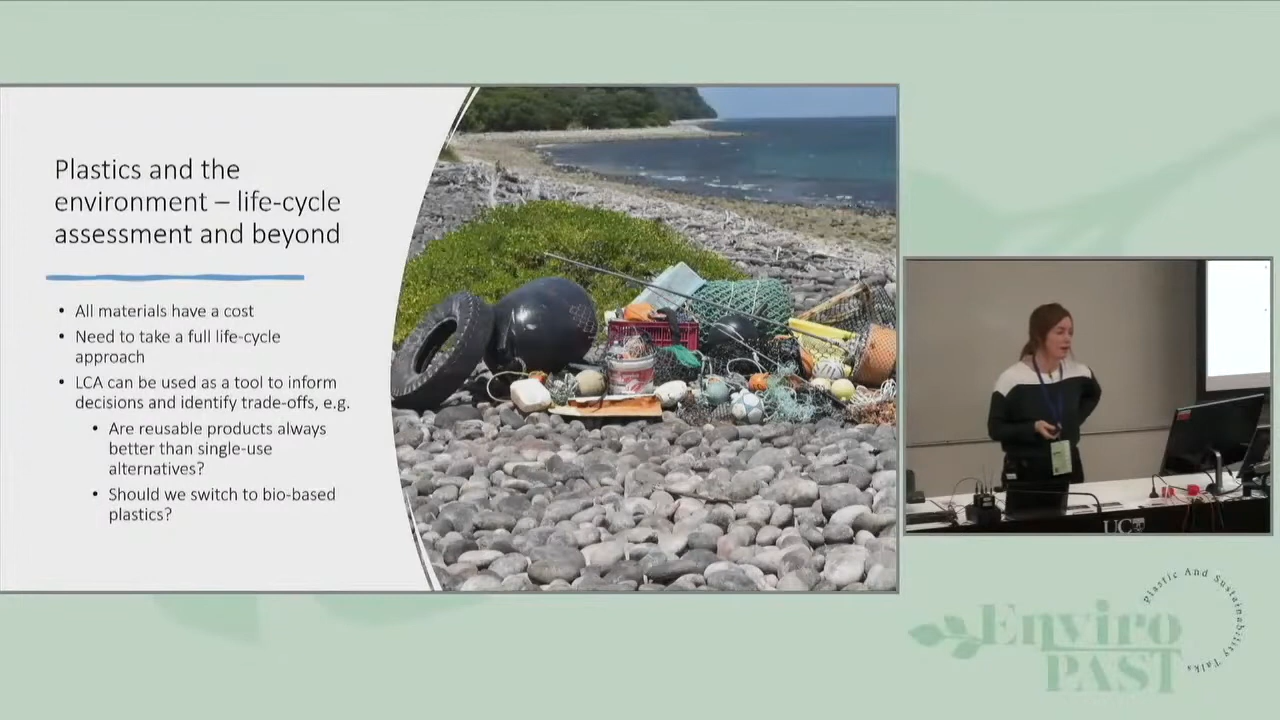 Plastics and the
environment – life-cycle
assessment and beyond
• All materials have a cost
• Need to take a full life-cycle
approach
• LCA can be used as a tool to inform
decisions and identify trade-offs, e.g.
• Are reusable products always
better than single-use
alternatives?
• Should we switch to bio-based
plastics?
UC
Plastic And Sustainability Talks
Enviro
PAST